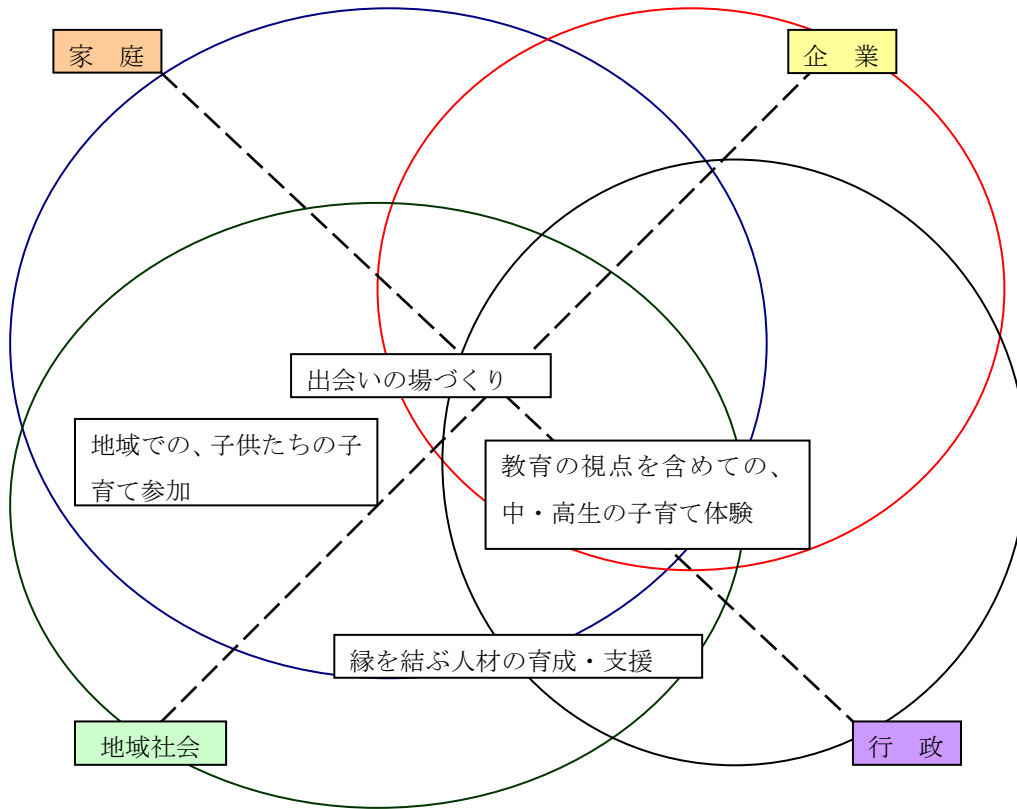 家　庭
企　業
出会いの場づくり
地域での、子供たちの子
育て参加
教育の視点を含めての、
中・高生の子育て体験
縁を結ぶ人材の育成・支援
地域社会
行　政